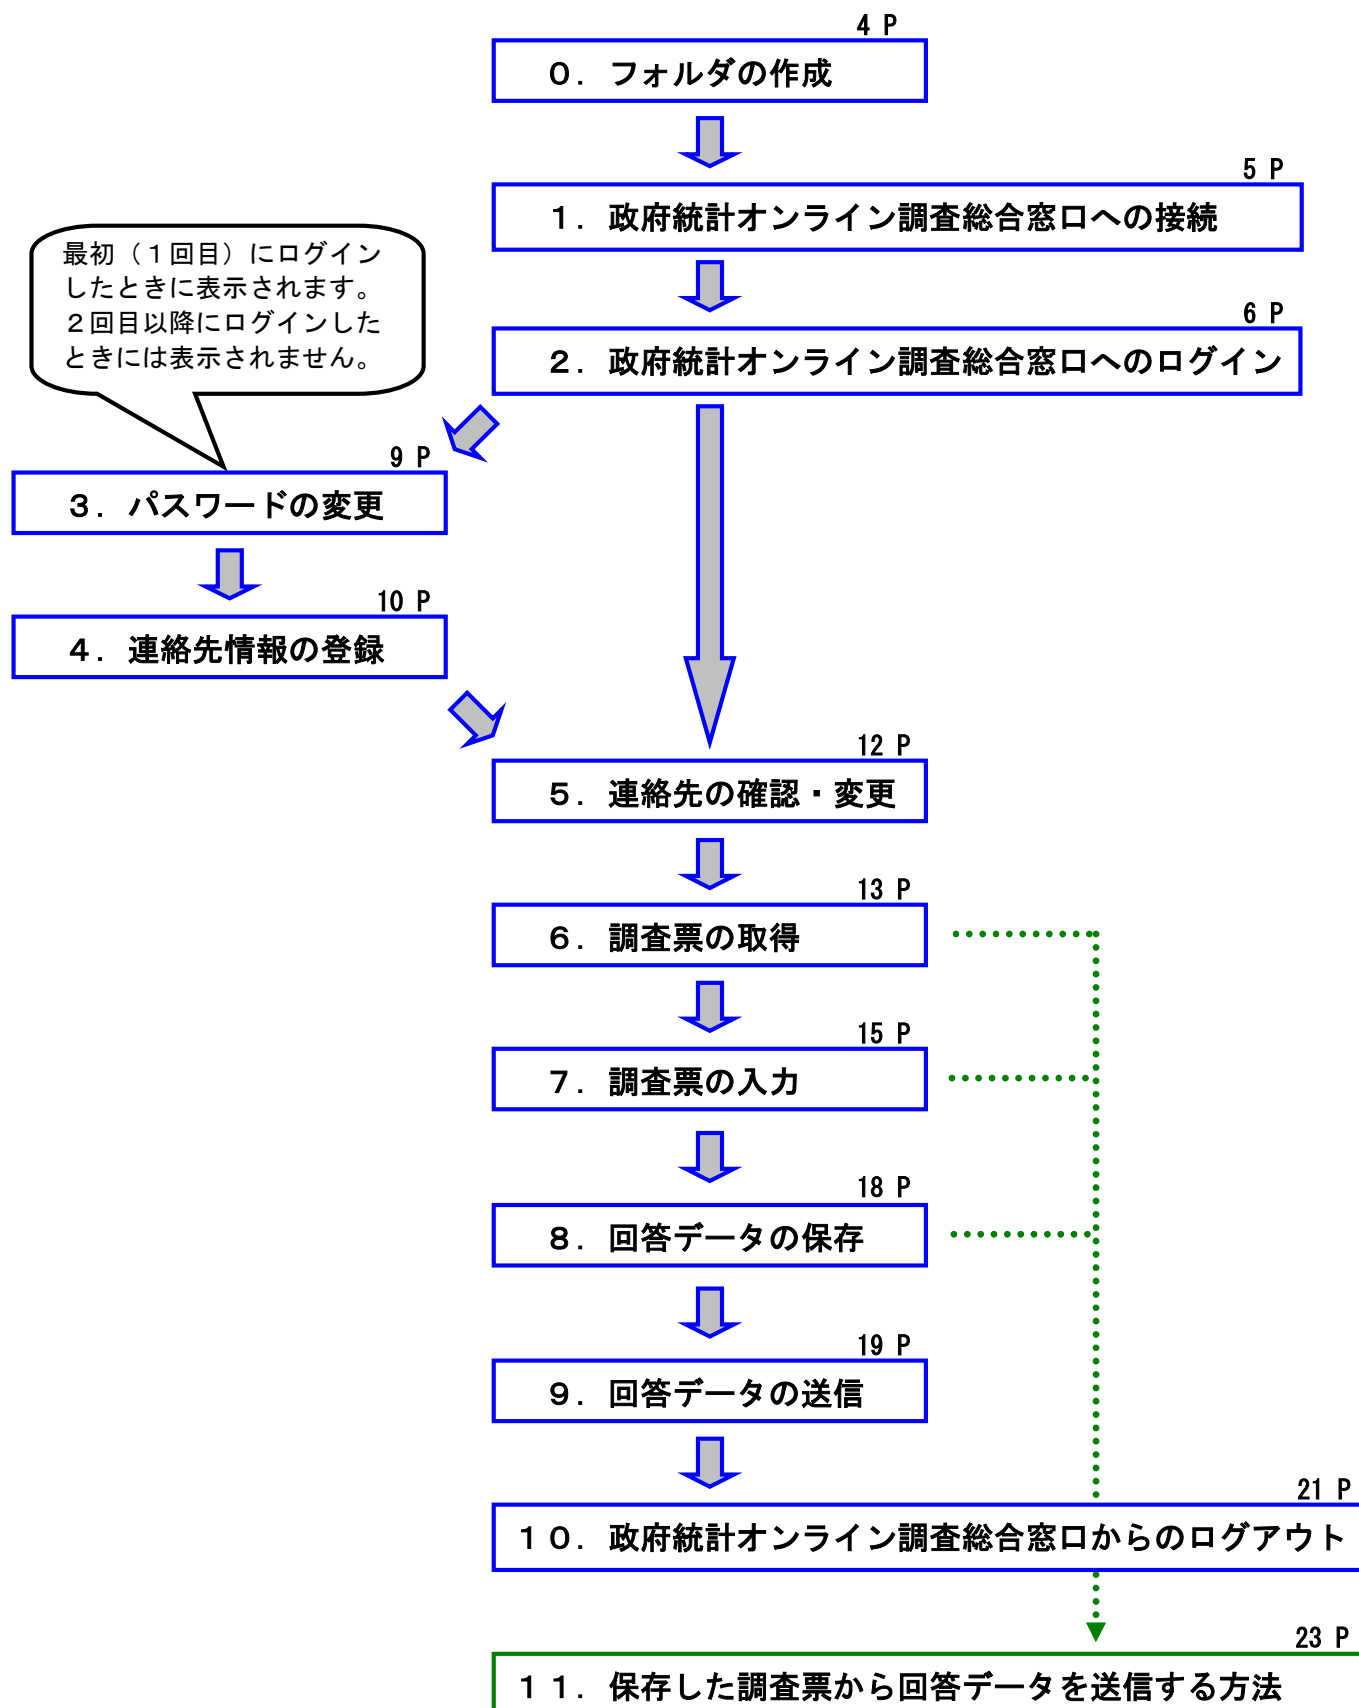 4 P
０．フォルダの作成
5 P
１．政府統計オンライン調査総合窓口への接続
最初（１回目）にログイン
したときに表示されます。
２回目以降にログインした
ときには表示されません。
6 P
２．政府統計オンライン調査総合窓口へのログイン
9 P
３．パスワードの変更
10 P
４．連絡先情報の登録
12 P
５．連絡先の確認・変更
13 P
６．調査票の取得
15 P
７．調査票の入力
18 P
８．回答データの保存
19 P
９．回答データの送信
21 P
１０．政府統計オンライン調査総合窓口からのログアウト
23 P
１１．保存した調査票から回答データを送信する方法